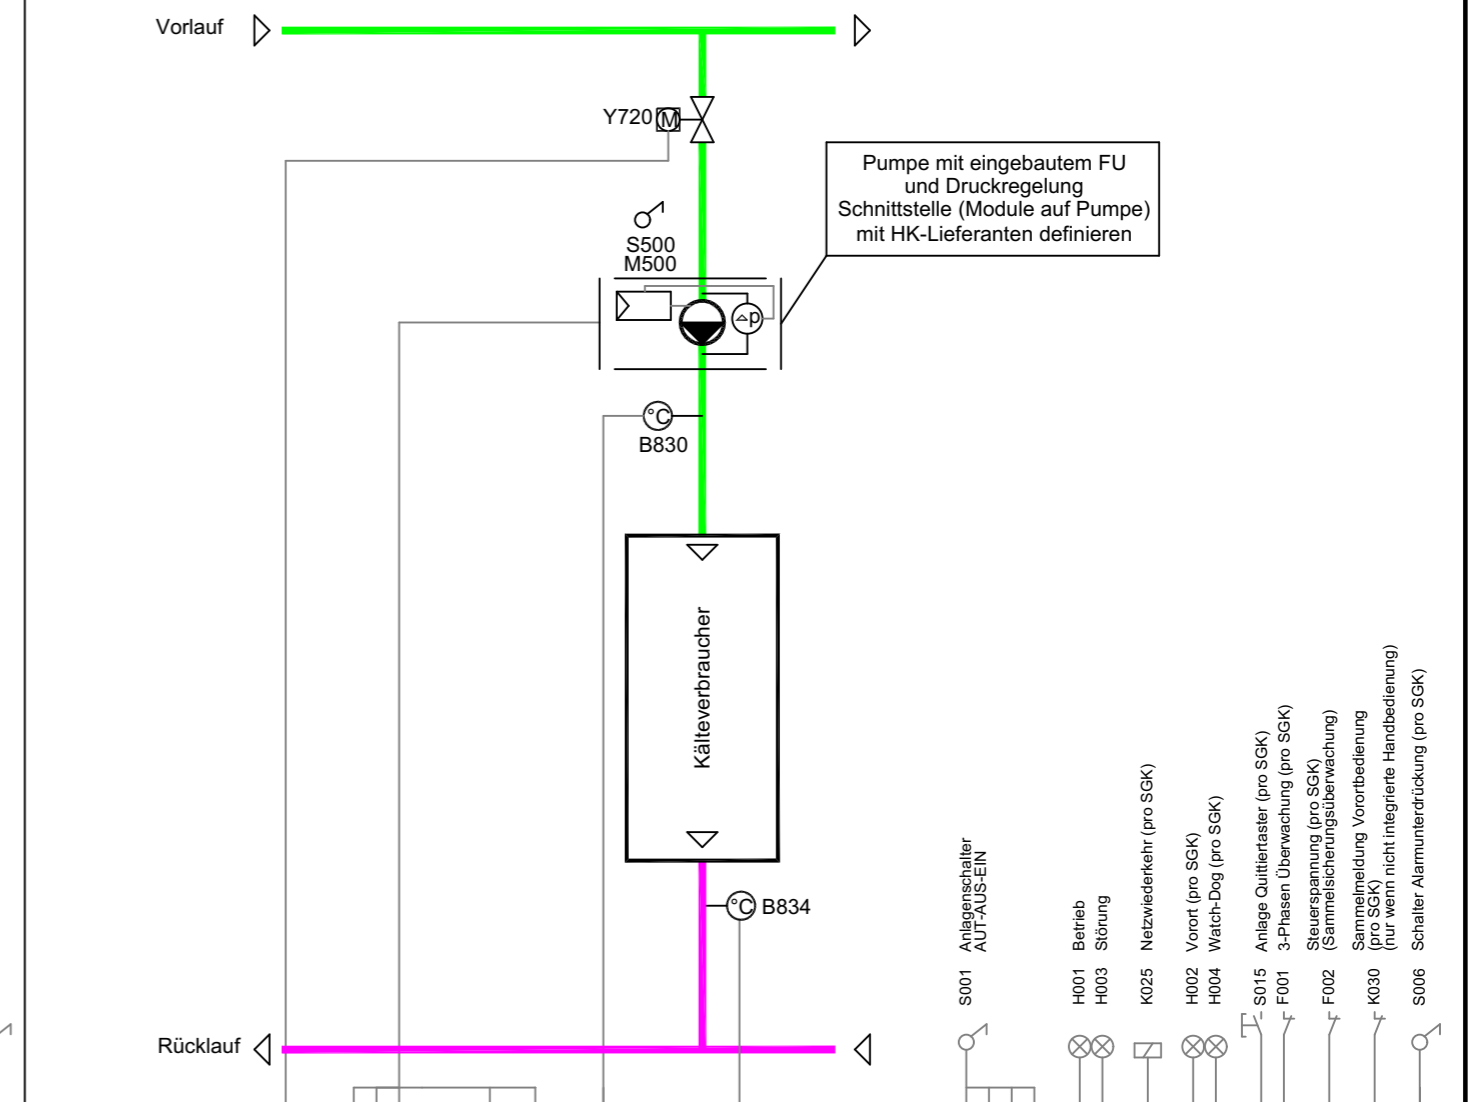 Vorlauf
Y720
M
Pumpe mit eingebautem FU
und Druckregelung
Schnittstelle (Module auf Pumpe)
mit HK-Lieferanten definieren
S500
M500
p
°C
B830
Kälteverbraucher
°C
B834
Rücklauf
S001 Anlagenschalter
AUT-AUS-EIN
H001 Betrieb
H003 Störung
K025 Netzwiederkehr (pro SGK)
H002 Vorort (pro SGK)
H004 Watch-Dog (pro SGK)
S015 Anlage Quittiertaster (pro SGK)
F001 3-Phasen Überwachung (pro SGK)
Steuerspannung (pro SGK)
F002 (Sammelsicherungsüberwachung)
Sammelmeldung Vorortbedienung
K030 (pro SGK)
(nur wenn nicht integrierte Handbedienung)
S006 Schalter Alarmunterdrückung (pro SGK)